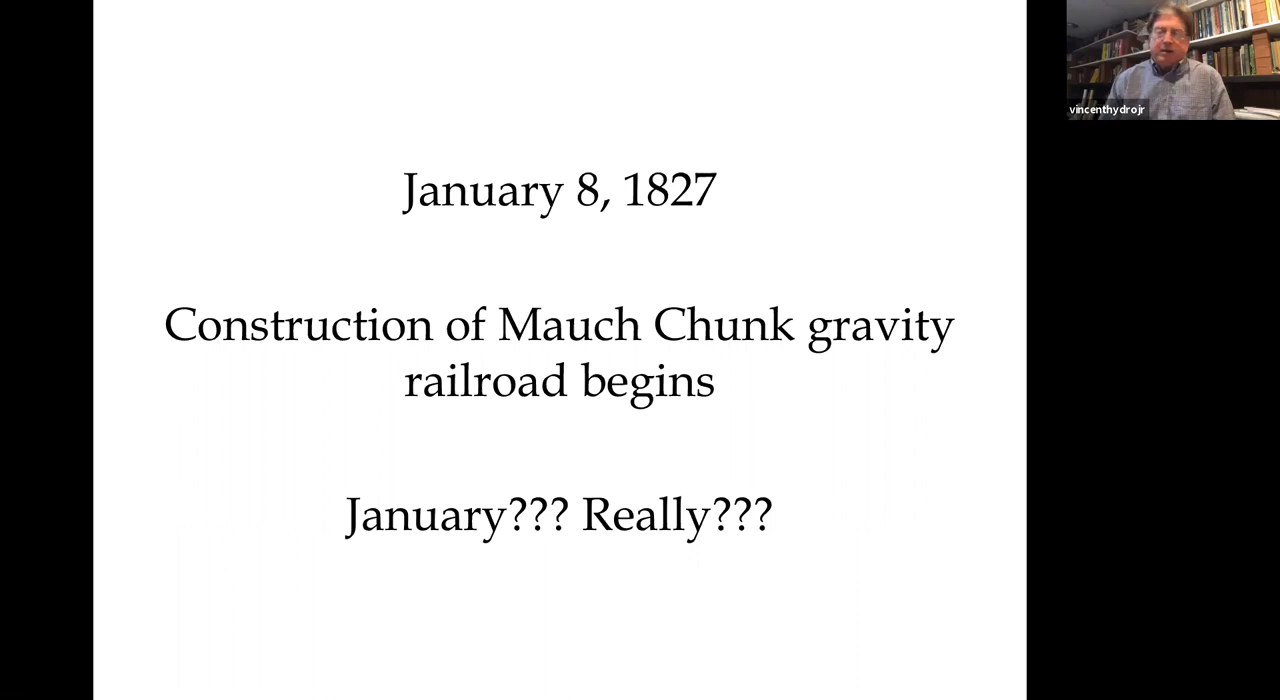 January 8, 1827
Construction of Mauch Chunk gravity
railroad begins
January??? Really???
vincenthydrojr